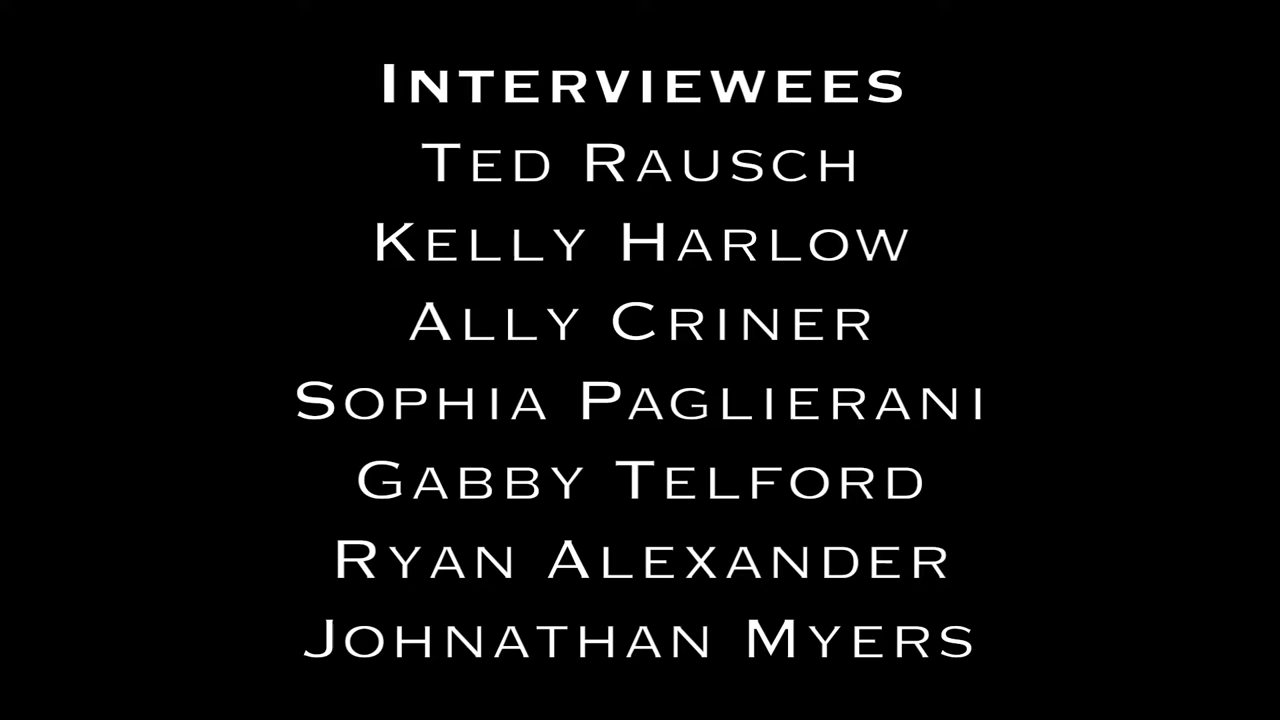 Interviewees
Ted Rausch
Kelly Harlow
Ally Criner
Sophia Paglierani
Gabby Telford
Ryan Alexander
Johnathan Myers